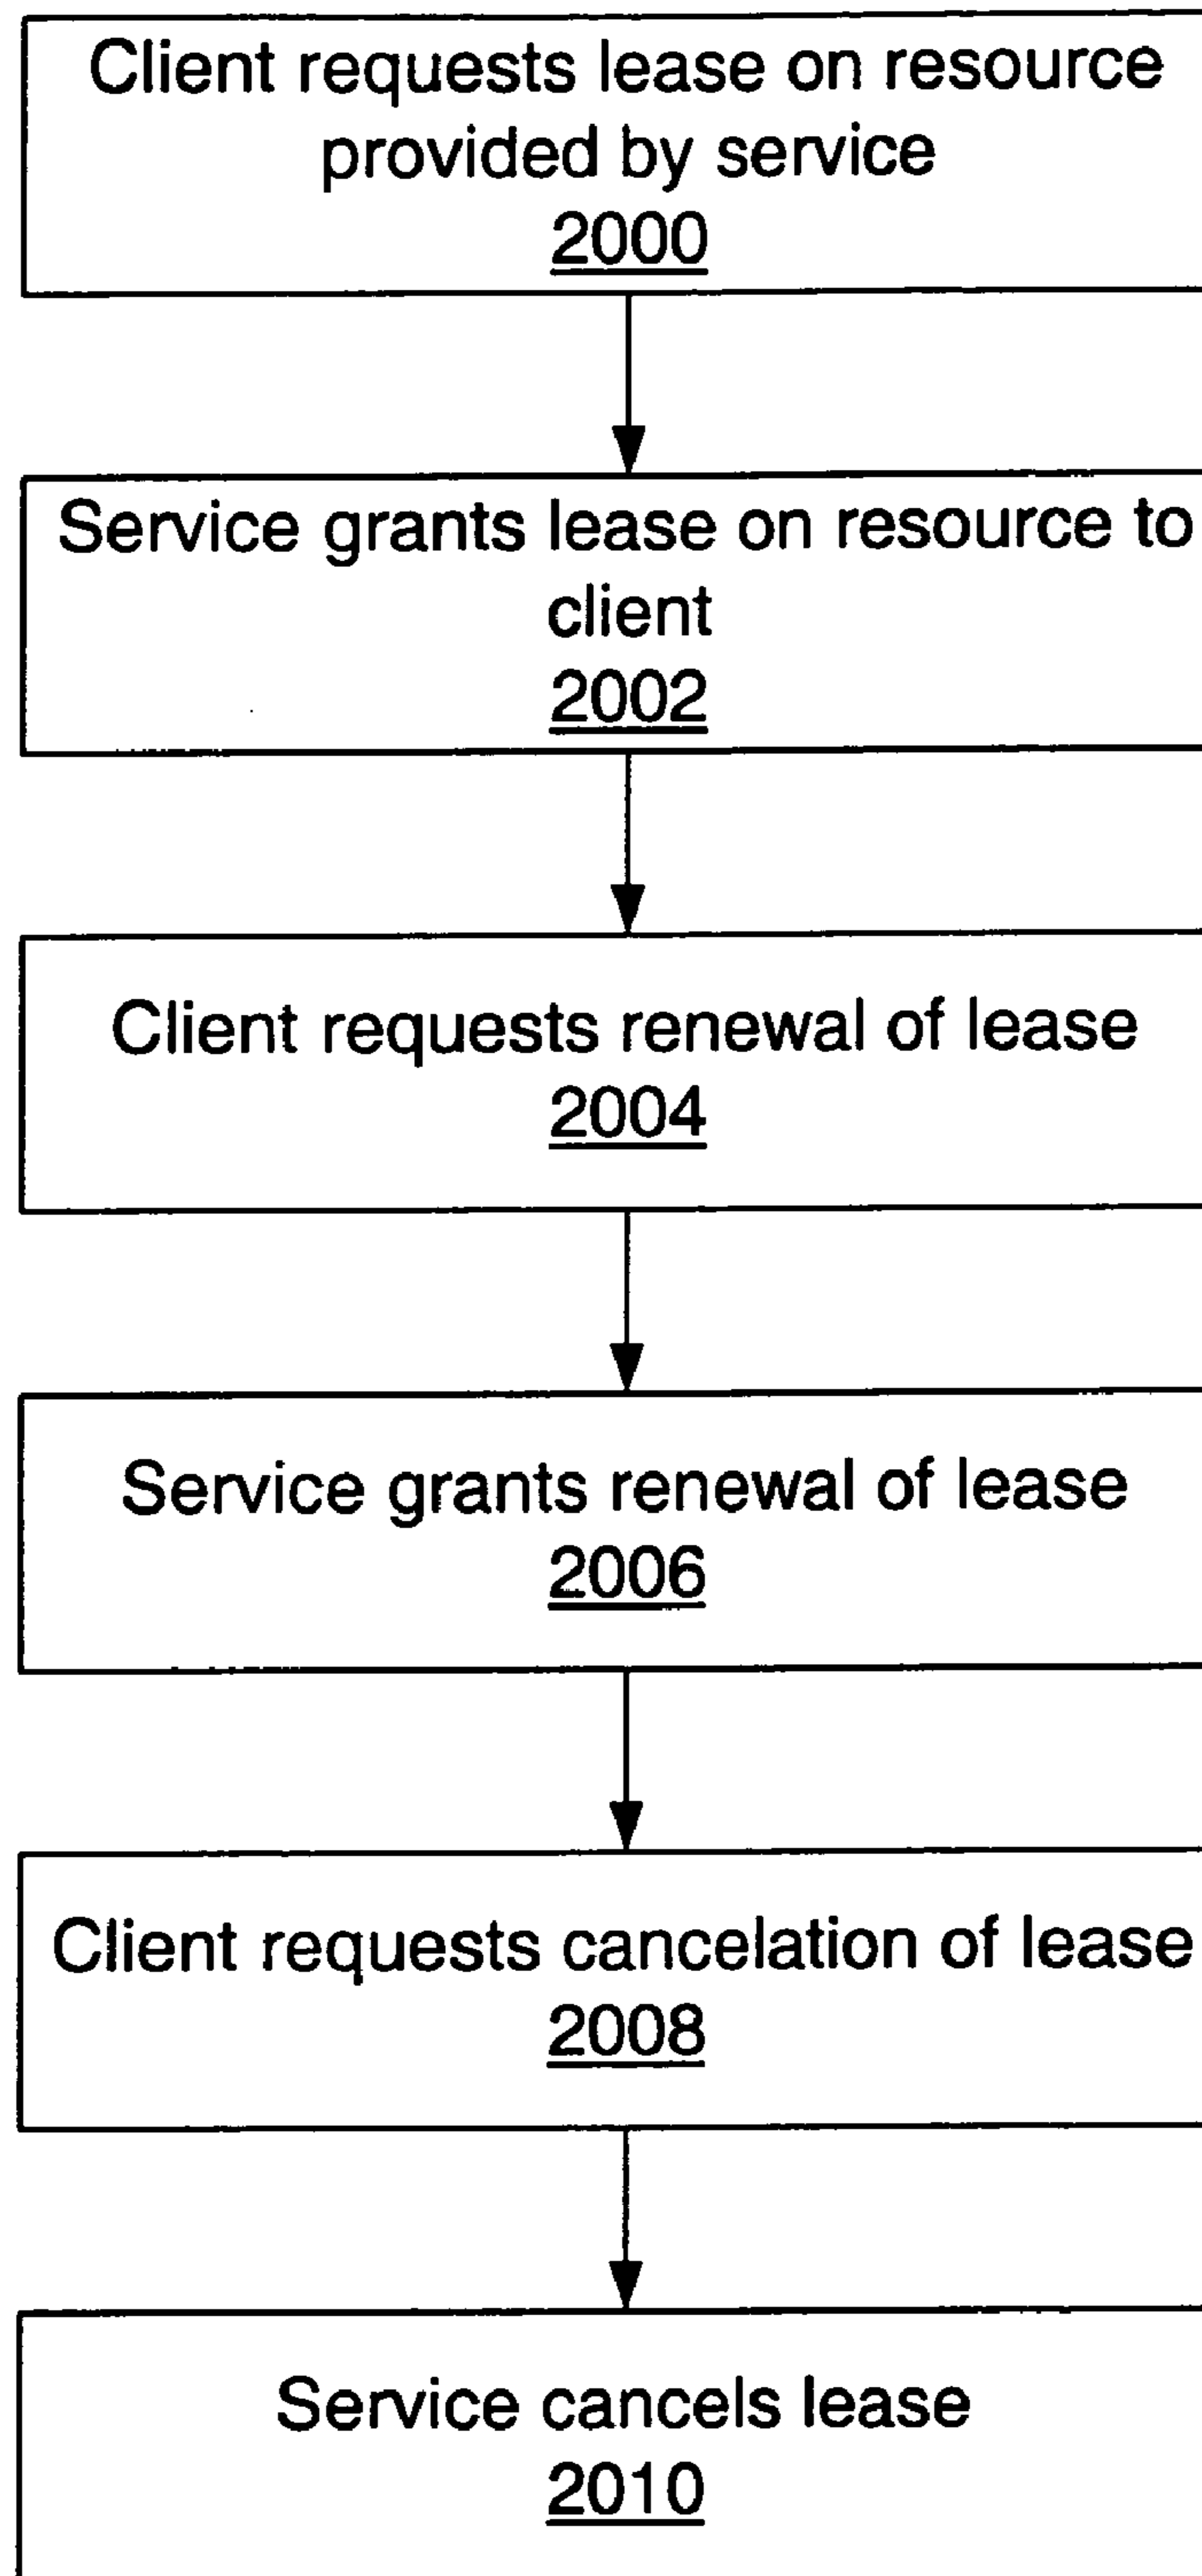 Client requests lease on resource
provided by service
2000
Service grants lease on resource to
client
2002
Client requests renewal of lease
2004
Service grants renewal of lease
2006
Client requests cancelation of lease
2008
Service cancels lease
2010